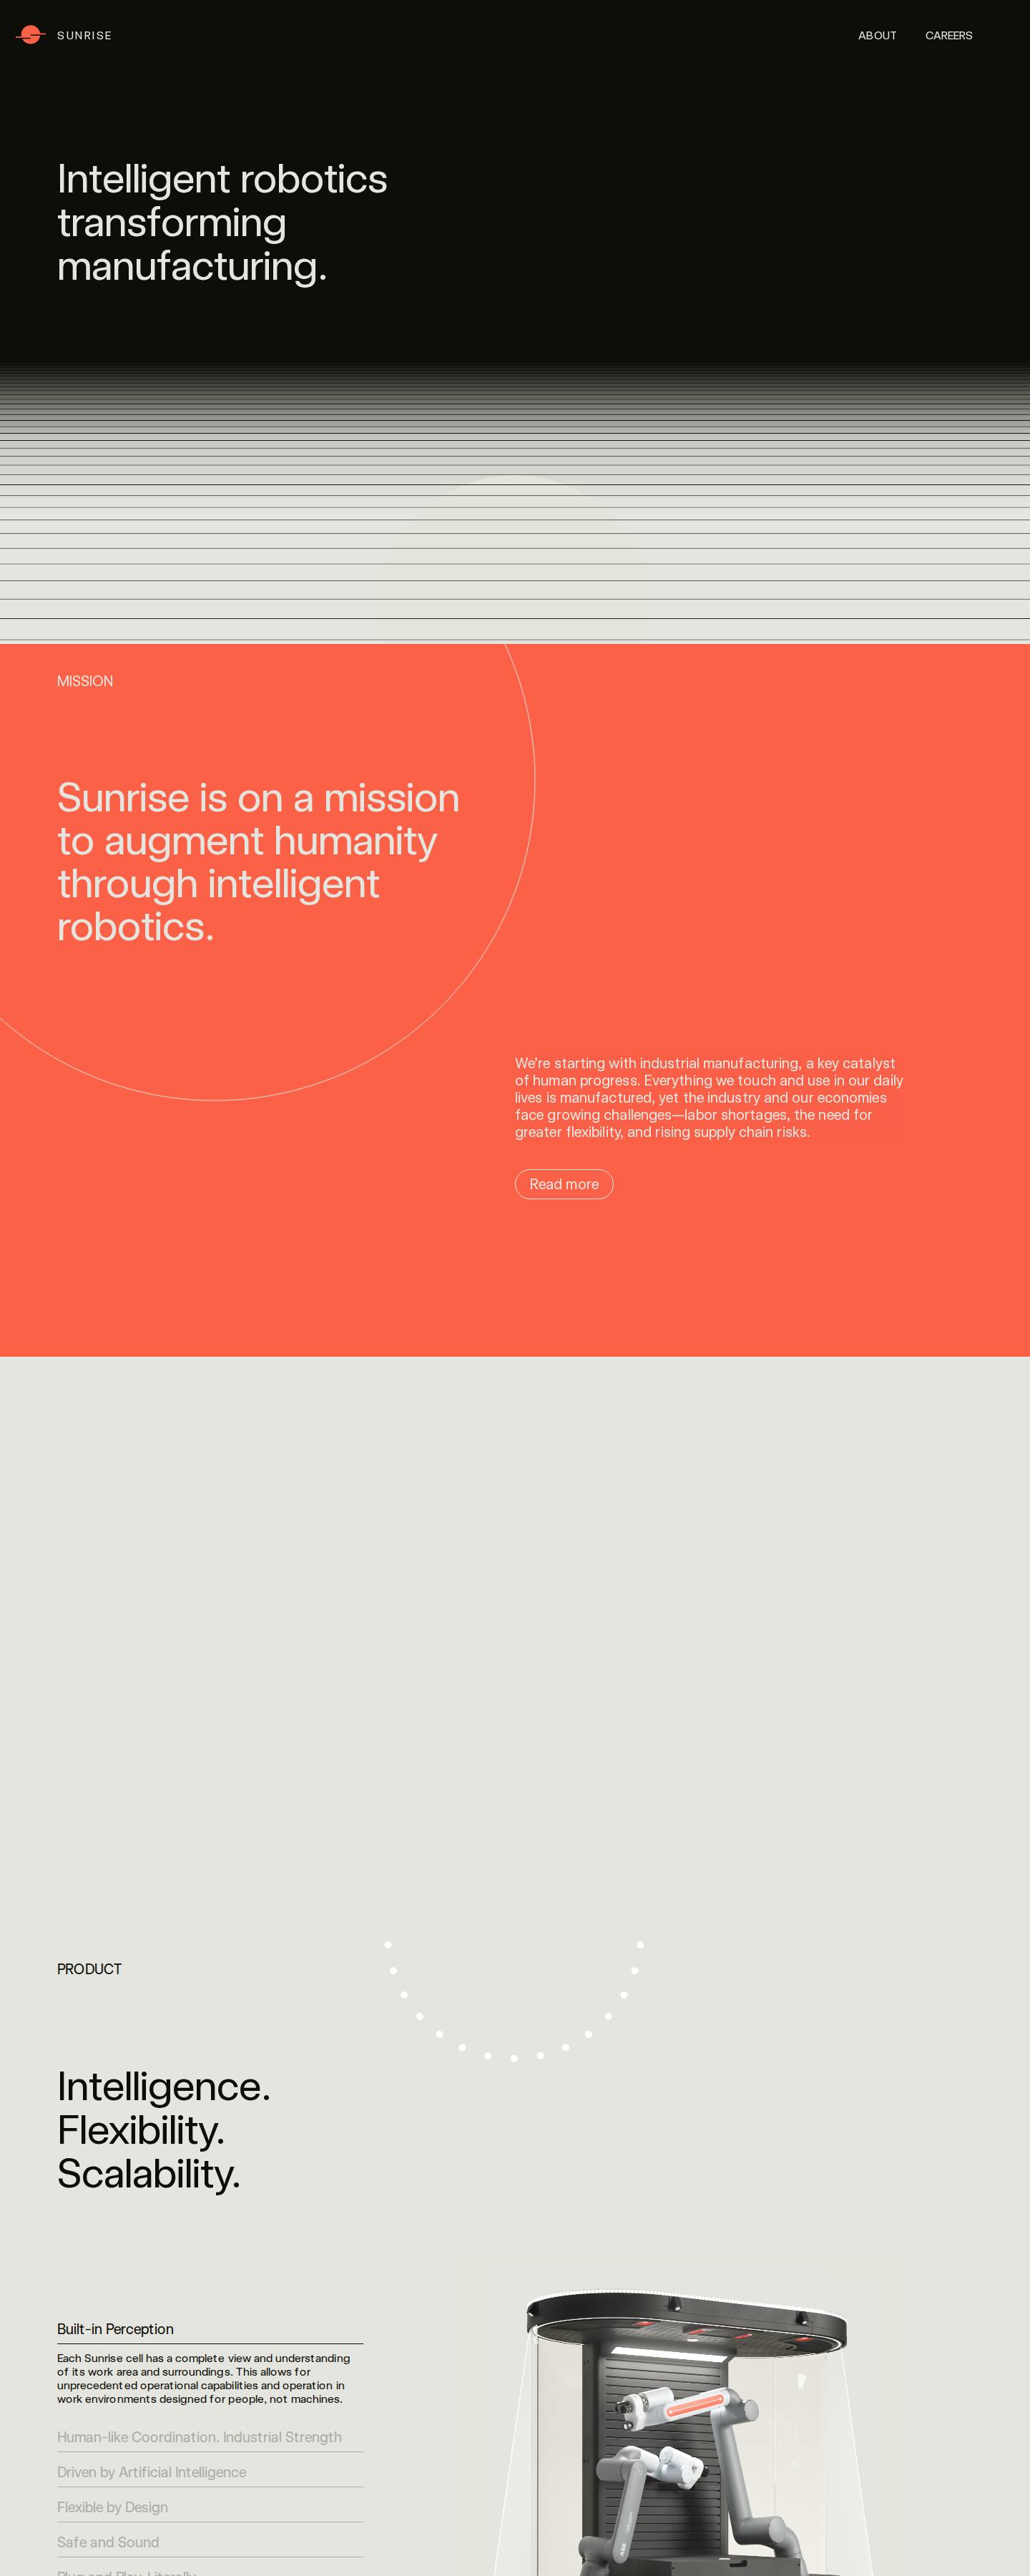 SUNRISE
ABOUT
CAREERS
Intelligent robotics
transforming
manufacturing.
MISSION
Sunrise is on a mission
to augment humanity
through intelligent
robotics.
We're starting with industrial manufacturing, a key catalyst
of human progress. Everything we touch and use in our daily
lives is manufactured, yet the industry and our economies
face growing challenges—labor shortages, the need for
greater flexibility, and rising supply chain risks.
Read more
PRODUCT
Intelligence.
Flexibility.
Scalability.
Built-in Perception
Each Sunrise cell has a complete view and understanding
of its work area and surroundings. This allows for
unprecedented operational capabilities and operation in
work environments designed for people, not machines.
Human-like Coordination. Industrial Strength
Driven by Artificial Intelligence
Flexible by Design
Safe and Sound
Plug and Play. Literally.
ABB